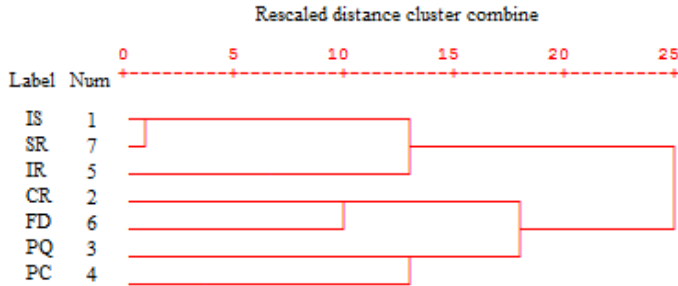 Rescaled distance cluster combine
0 5 10 15 20 25
Label Num
IS 1
SR 7
IR 5
CR 2
FD 6
PQ 3
PC 4